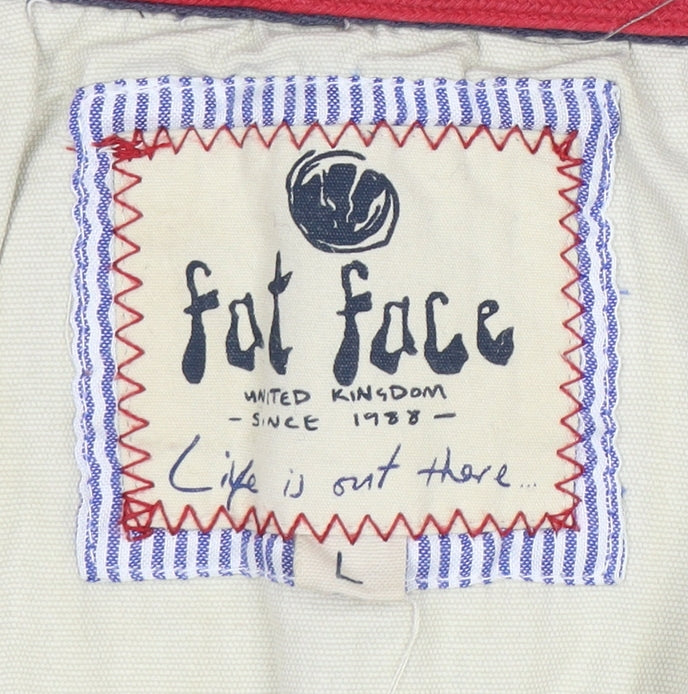 fat face
UNITED KINGDOM
- SINCE 1988 -
Life is out there...
L